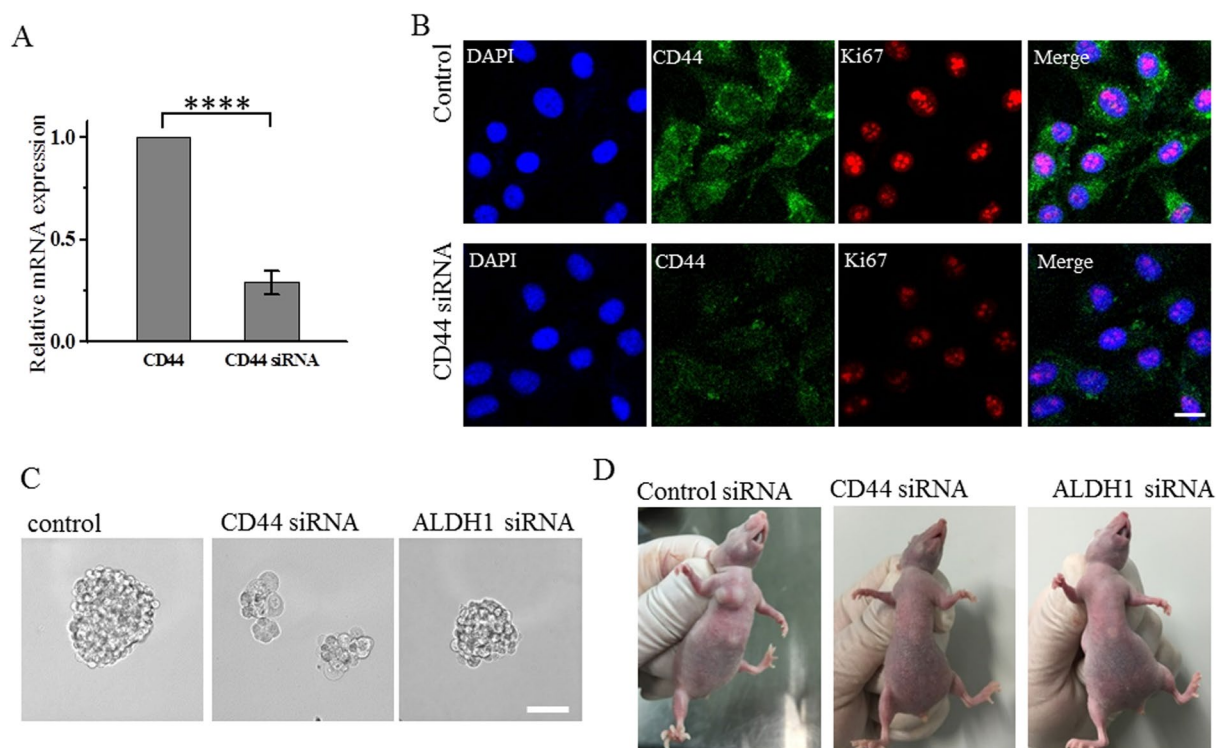 A
Relative mRNA expression
1.0
0.5
0.0
****
CD44
CD44 siRNA
B
Control
DAPI
CD44
Ki67
Merge
CD44 siRNA
DAPI
CD44
Ki67
Merge
C
control
CD44 siRNA
ALDH1 siRNA
D
Control siRNA
CD44 siRNA
ALDH1 siRNA